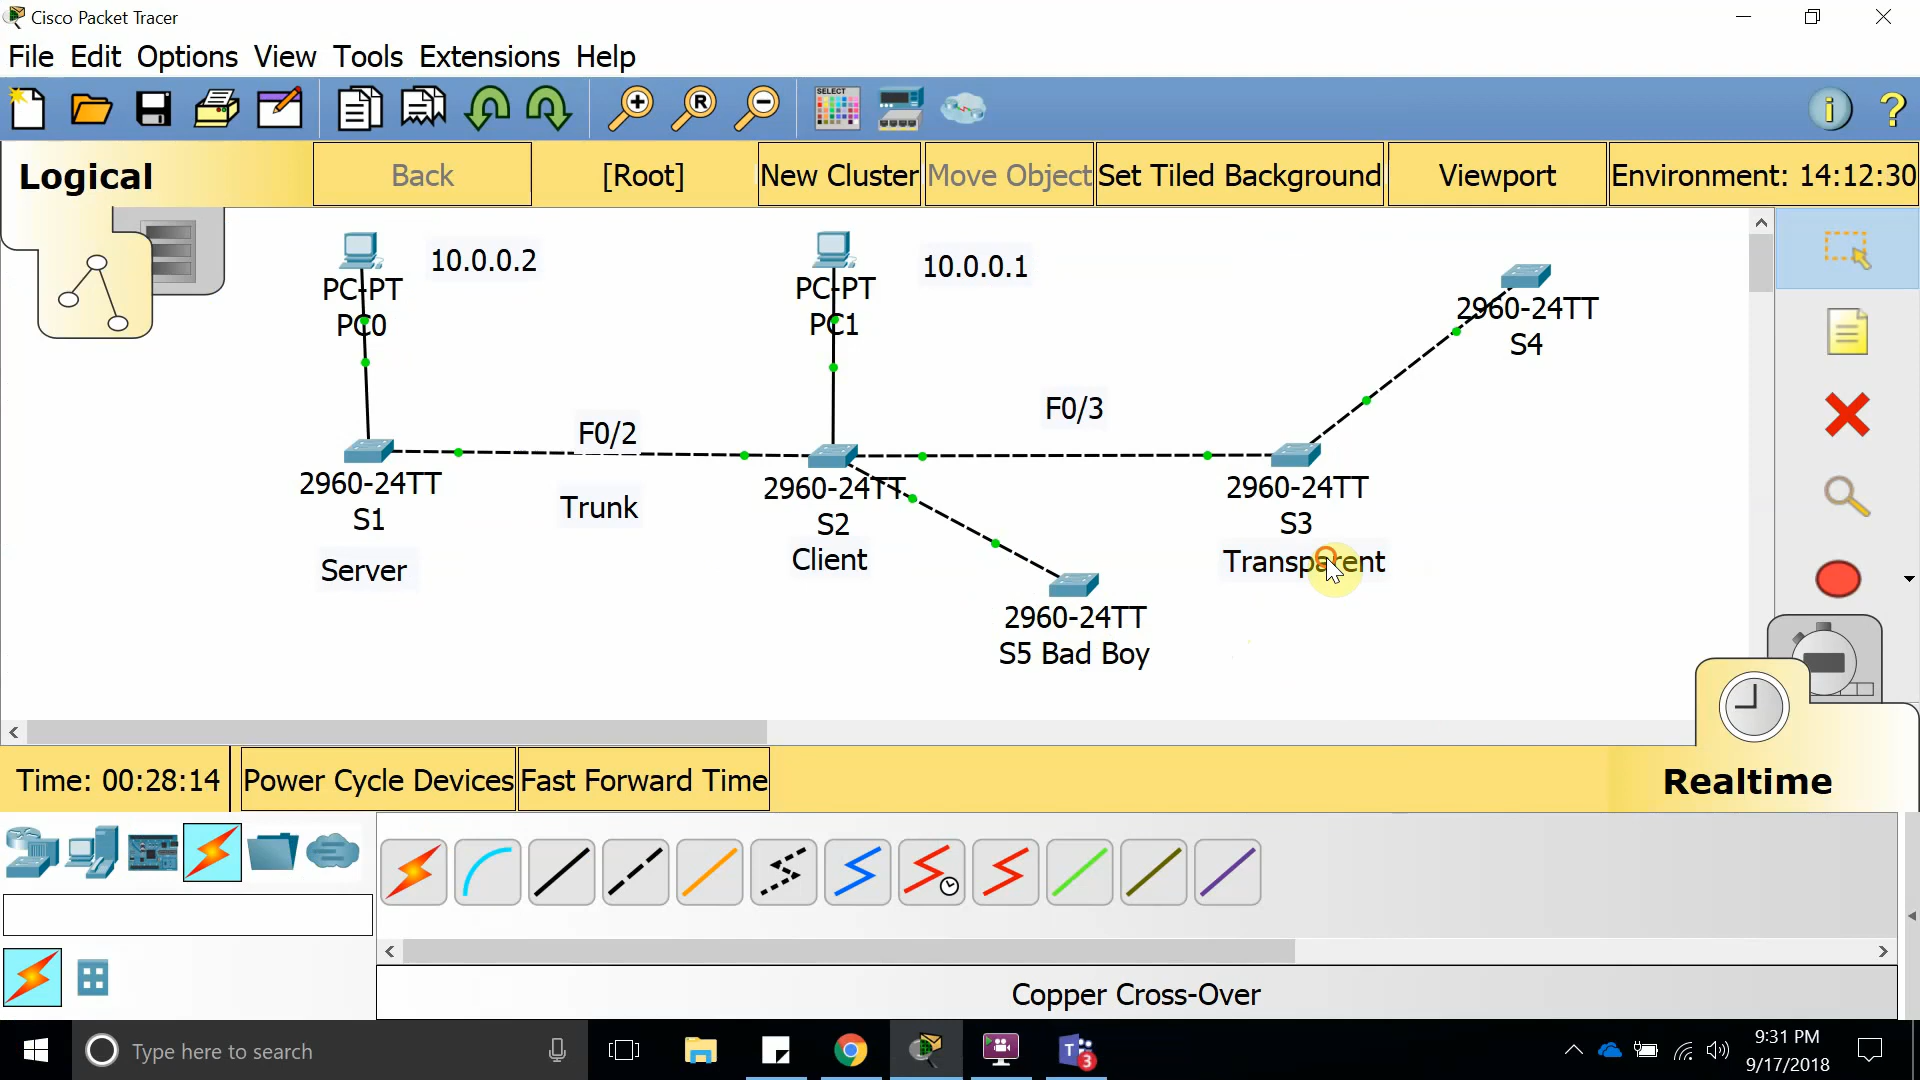 Cisco Packet Tracer
File Edit Options View Tools Extensions Help
R
SELECT
i ?
Logical
Back
[Root]
New Cluster
Move Object
Set Tiled Background
Viewport
Environment: 14:12:30
PC-PT
PC0
10.0.0.2
PC-PT
PC1
10.0.0.1
2960-24TT
S4
F0/3
F0/2
2960-24TT
S1
Server
Trunk
2960-24TT
S2
Client
2960-24TT
S3
Transparent
2960-24TT
S5 Bad Boy
Time: 00:28:14
Power Cycle Devices
Fast Forward Time
Realtime
Copper Cross-Over
Type here to search
T
3
9:31 PM
9/17/2018